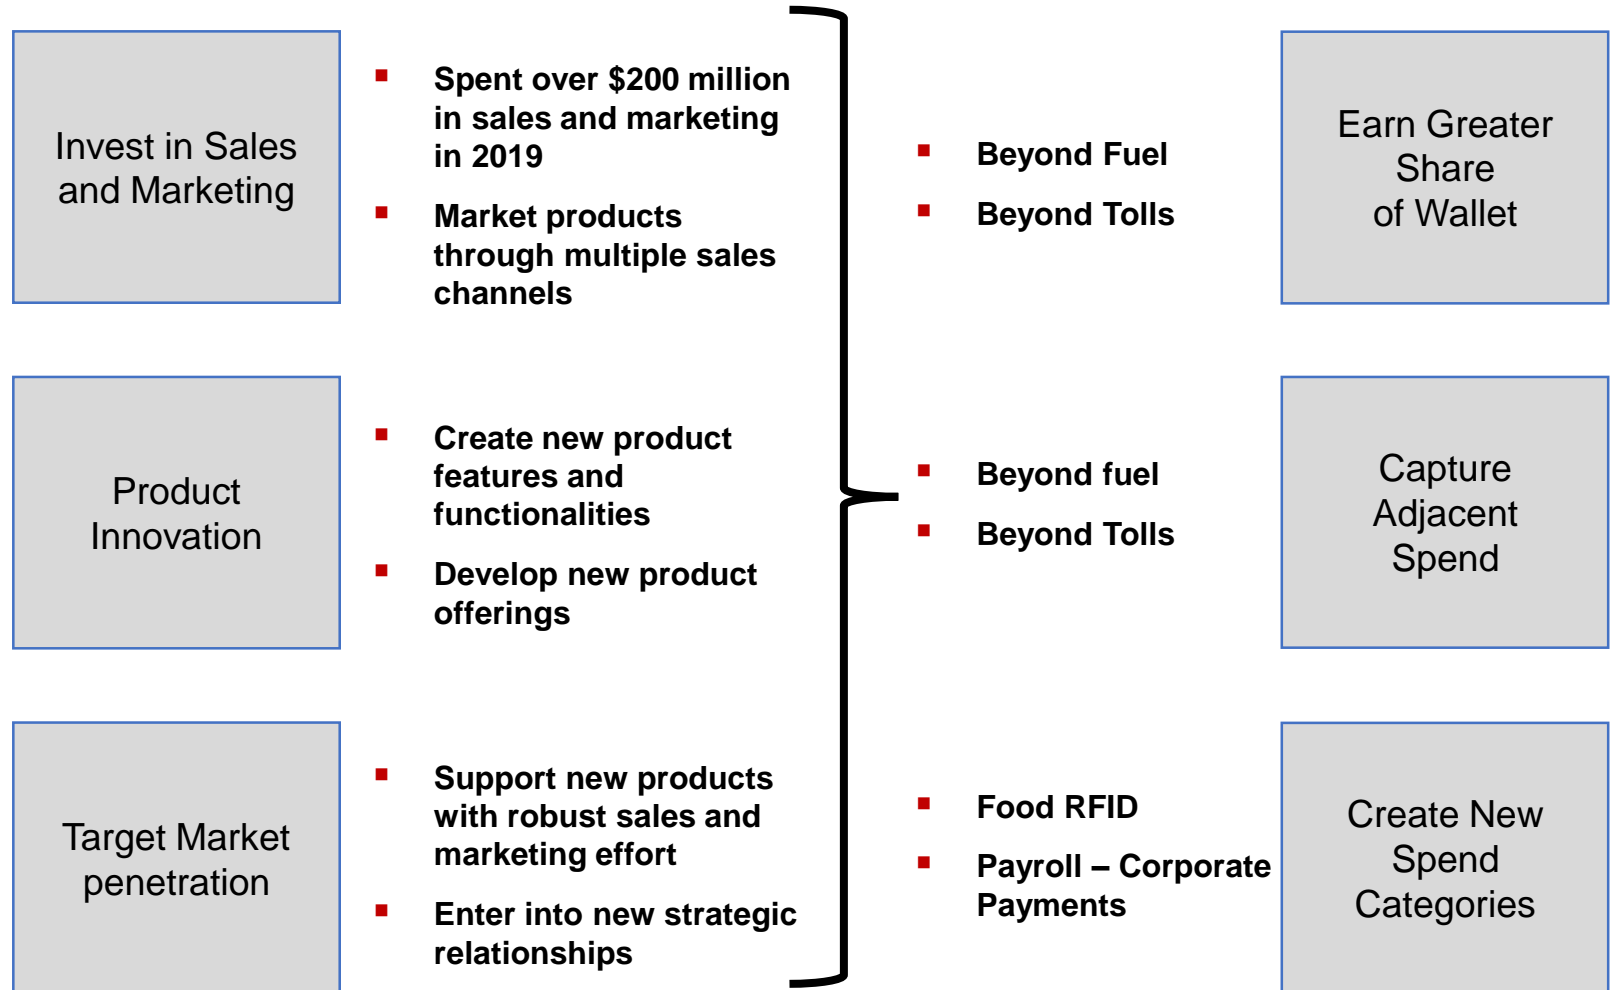 Invest in Sales
and Marketing
Spent over $200 million
in sales and marketing
in 2019
Market products
through multiple sales
channels
Beyond Fuel
Beyond Tolls
Earn Greater
Share
of Wallet
Product
Innovation
Create new product
features and
functionalities
Develop new product
offerings
Beyond fuel
Beyond Tolls
Capture
Adjacent
Spend
Target Market
penetration
Support new products
with robust sales and
marketing effort
Enter into new strategic
relationships
Food RFID
Payroll – Corporate
Payments
Create New
Spend
Categories